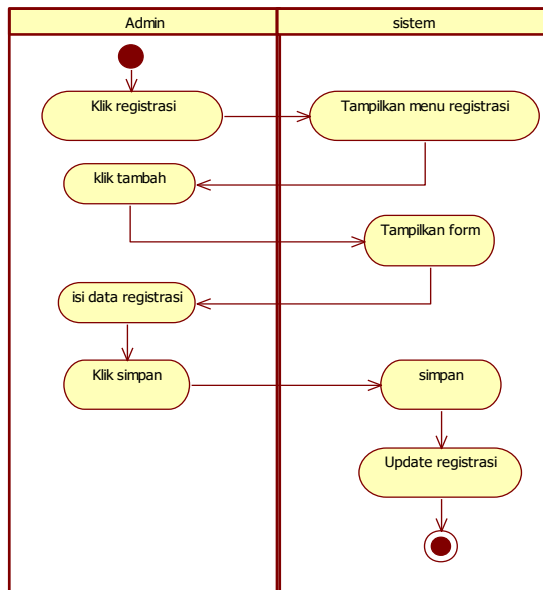 Admin
sistem
Klik registrasi
Tampilkan menu registrasi
klik tambah
Tampilkan form
isi data registrasi
Klik simpan
simpan
Update registrasi